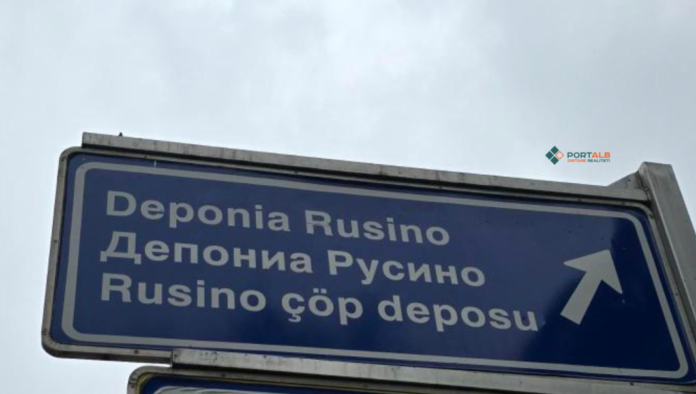 PORTALB
Deponia Rusino
Депониа Русино
Rusino çöp deposu